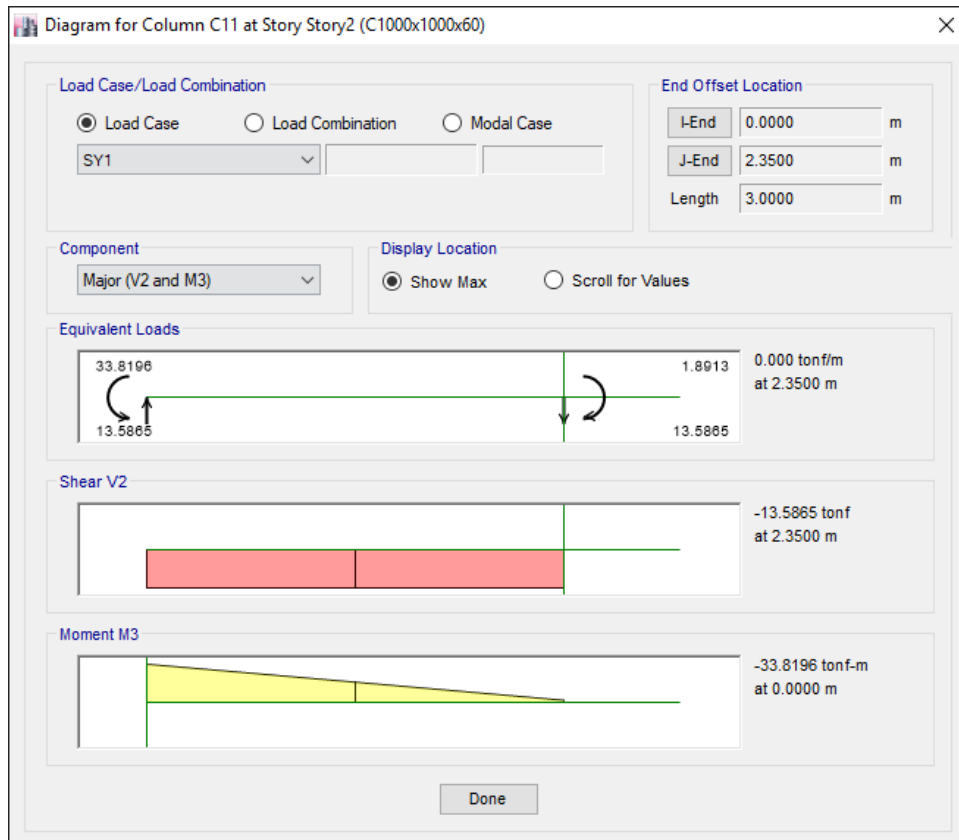 Diagram for Column C11 at Story Story2 (C1000x1000x60)
Load Case/Load Combination
Load Case
Load Combination
Modal Case
SY1
End Offset Location
I-End
0.0000
m
J-End
2.3500
m
Length
3.0000
m
Component
Major (V2 and M3)
Display Location
Show Max
Scroll for Values
Equivalent Loads
33.8196
1.8913
13.5865
13.5865
0.000 tonf/m
at 2.3500 m
Shear V2
-13.5865 tonf
at 2.3500 m
Moment M3
-33.8196 tonf-m
at 0.0000 m
Done